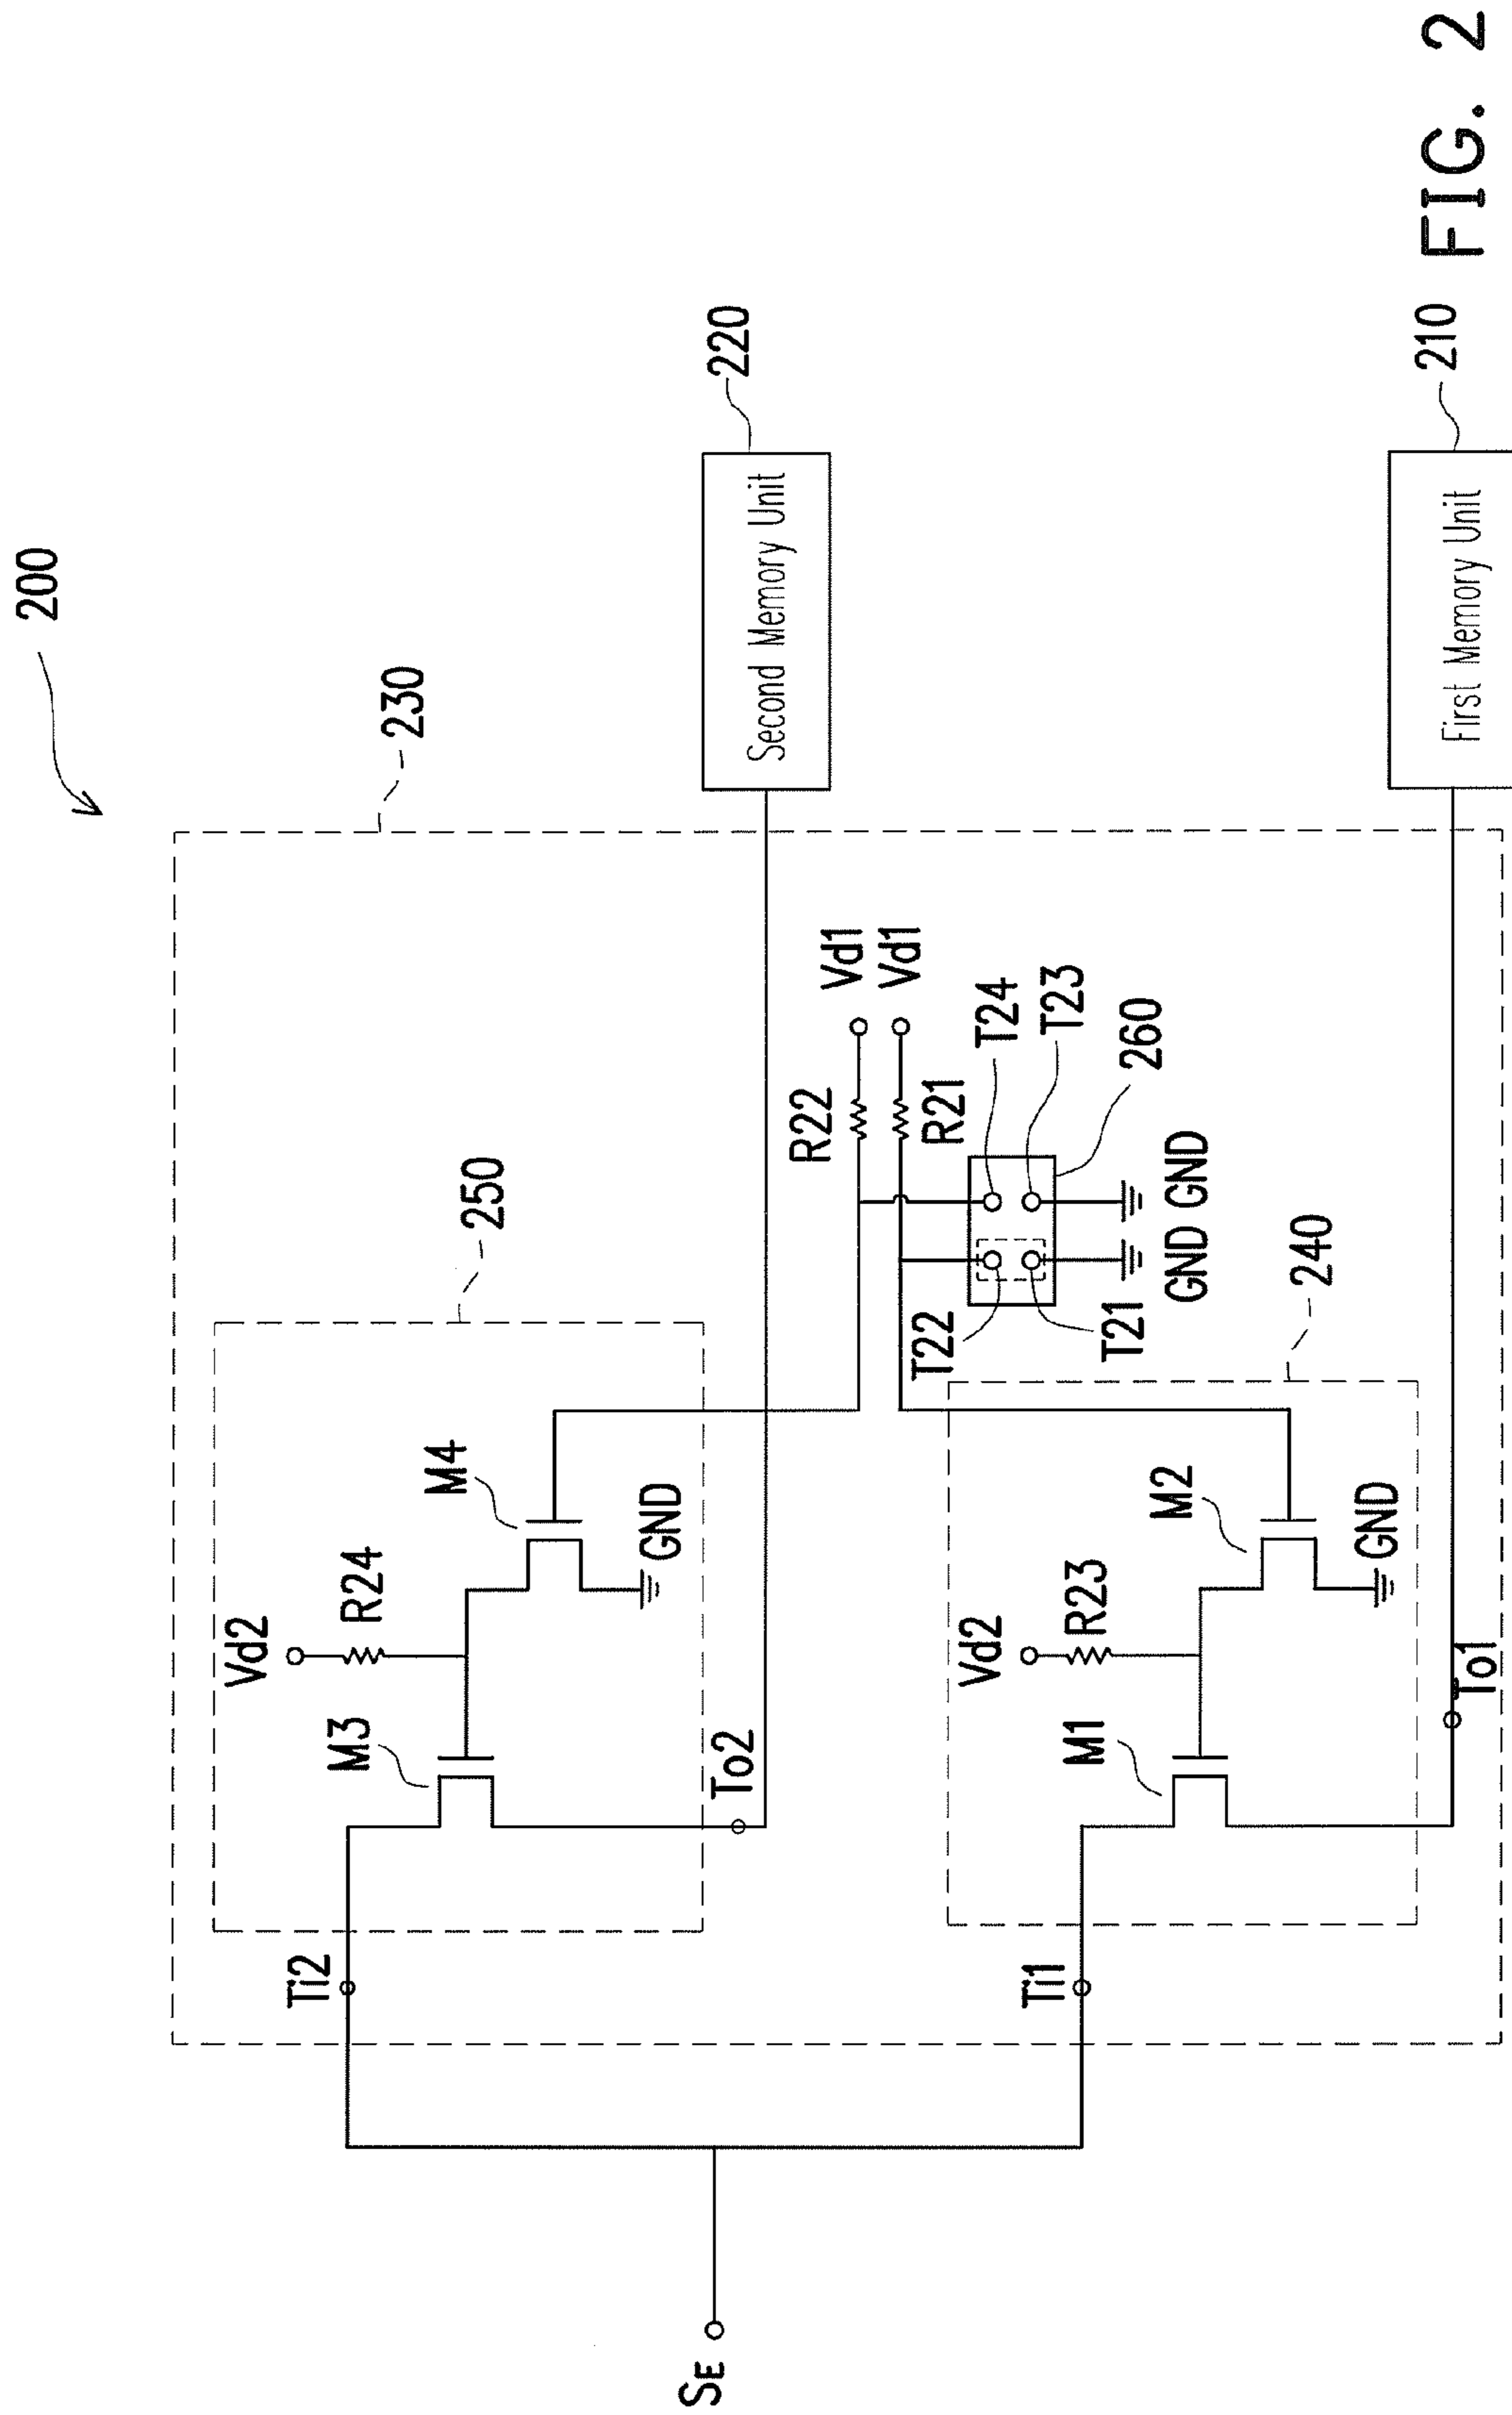 200
230
250
Vd2
R24
M4
M3
GND
Ti2
To2
Second Memory Unit
220
SE
R22
Vd1
Vd1
R21
T24
T23
T22
T21
260
GND
GND
240
Vd2
R23
M2
M1
GND
Ti1
To1
First Memory Unit
210
FIG. 2